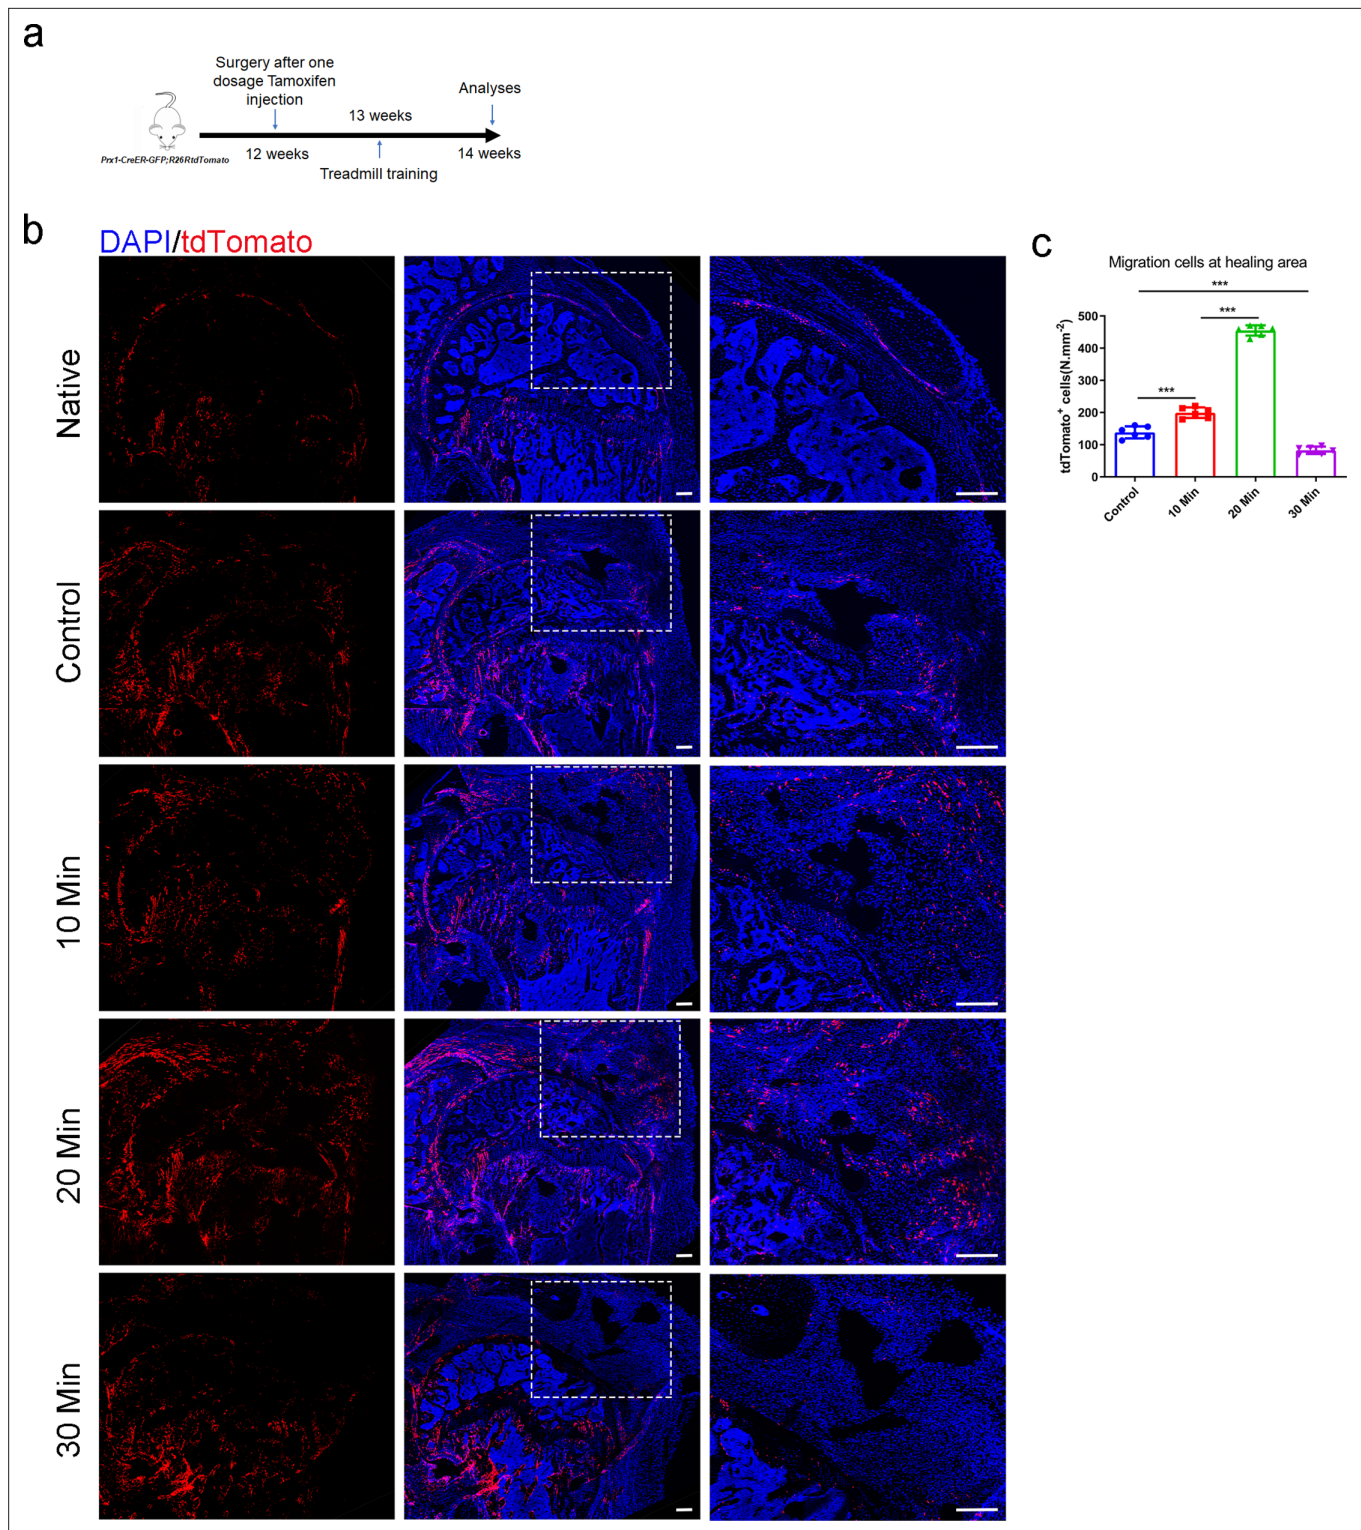 a
Surgery after one
dosage Tamoxifen
injection
Analyses
13 weeks
Prx1-CreER-GFP;R26RtdTomato
12 weeks
14 weeks
Treadmill training
b
DAPI/tdTomato
Native
Control
10 Min
20 Min
30 Min
c
Migration cells at healing area
***
***
***
tdTomato⁺ cells(N.mm⁻²)
500
400
300
200
100
0
Control
10 Min
20 Min
30 Min